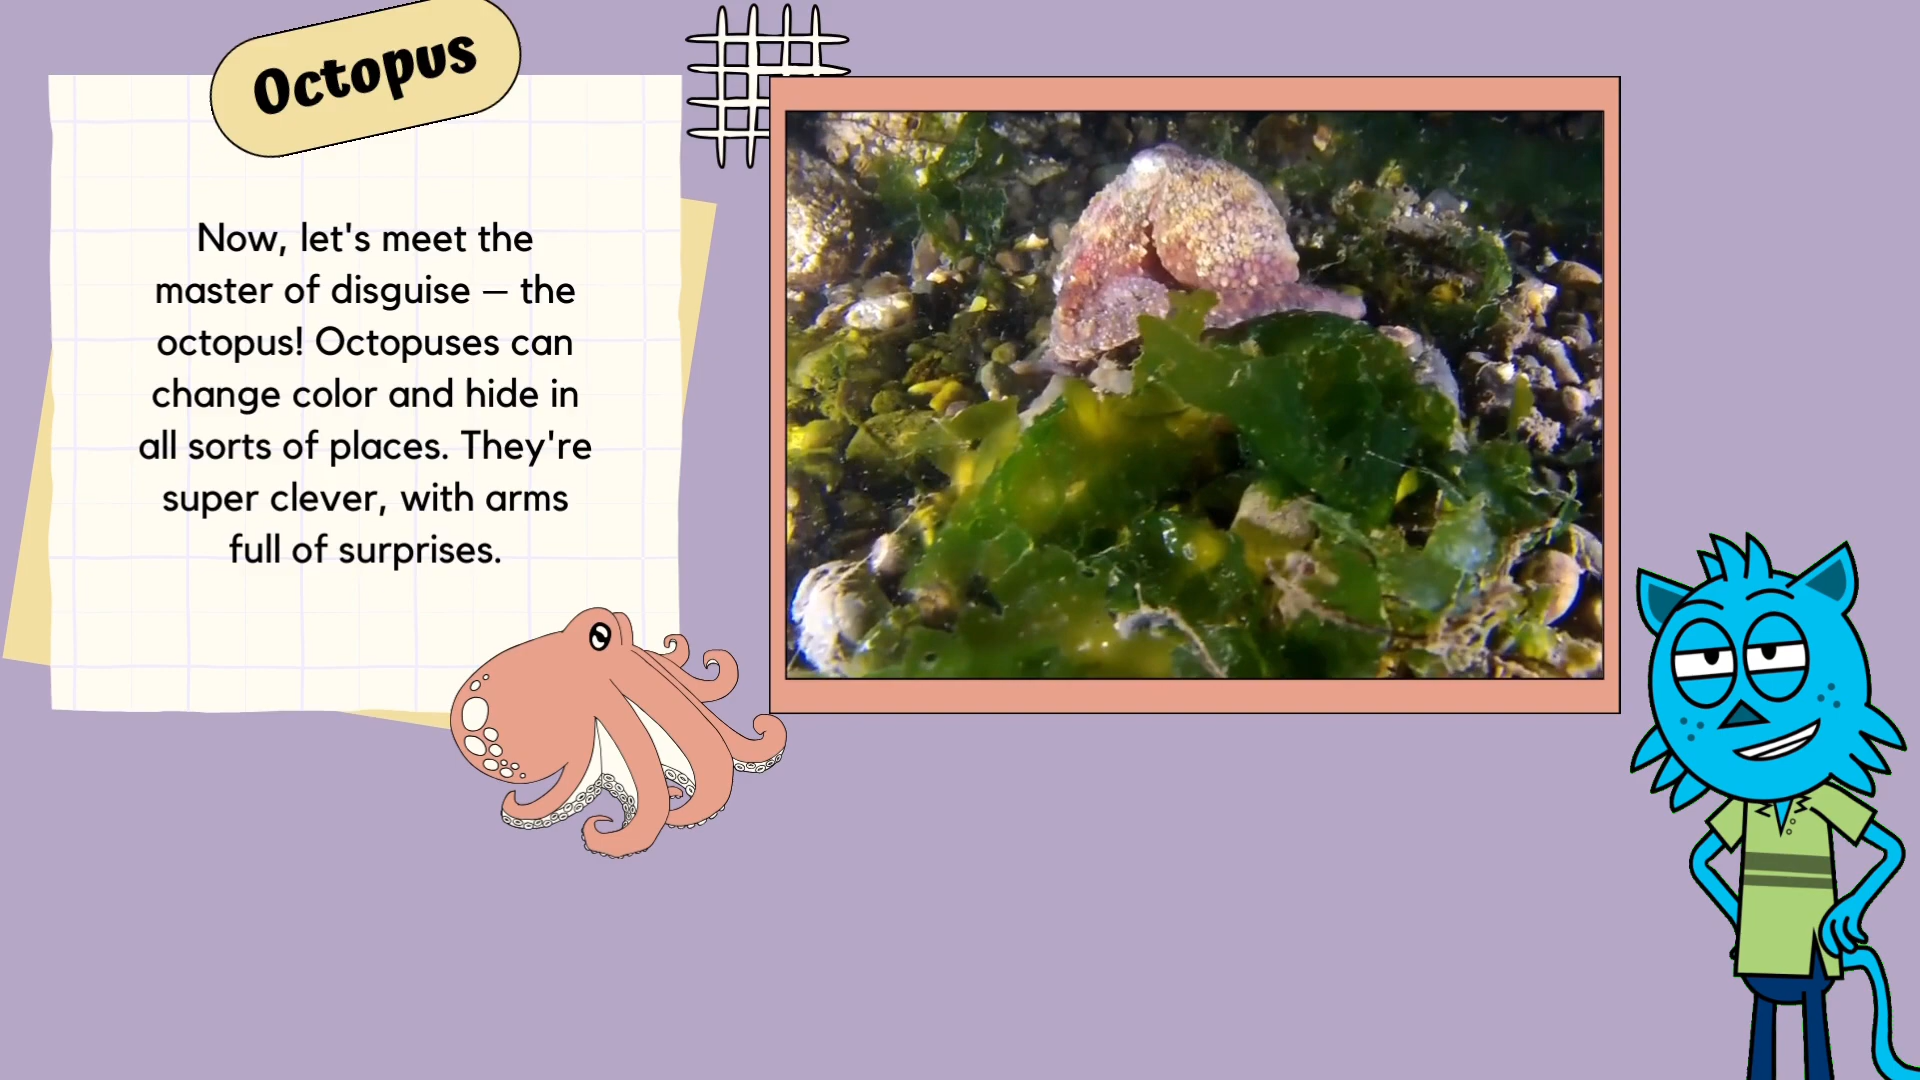 Octopus
Now, let's meet the
master of disguise — the
octopus! Octopuses can
change color and hide in
all sorts of places. They're
super clever, with arms
full of surprises.